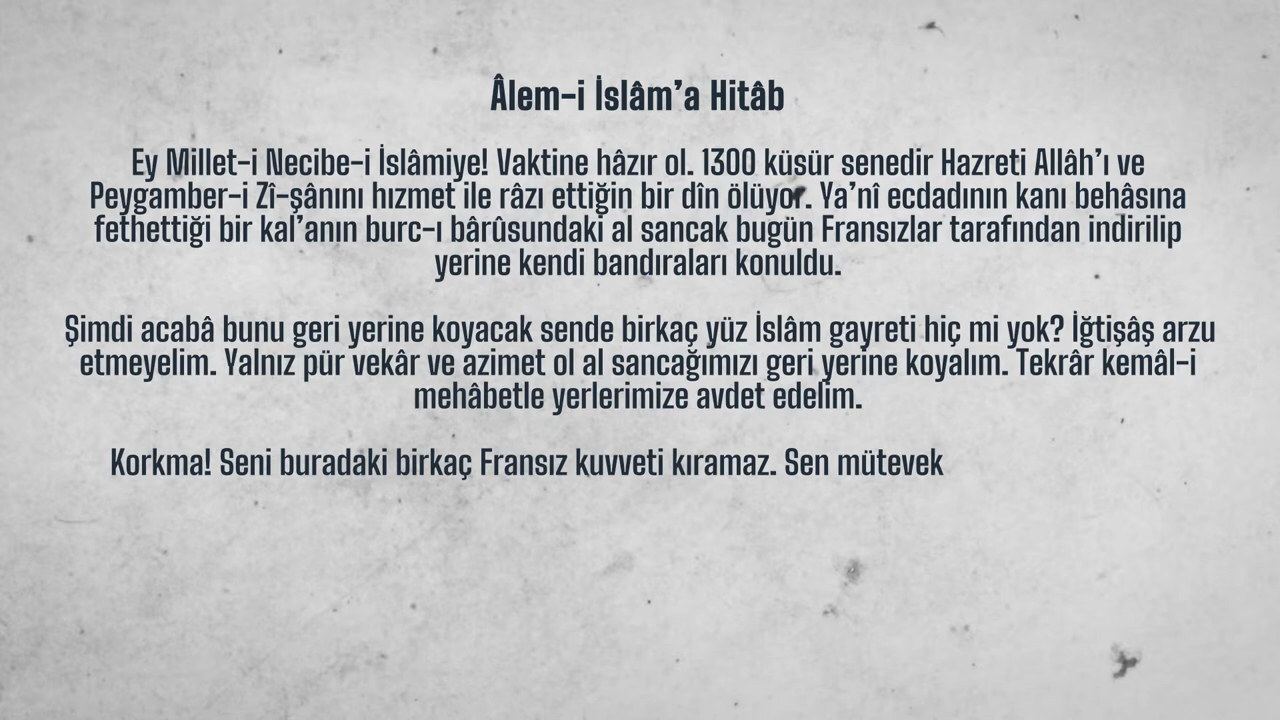 Âlem-i İslâm’a Hitâb
Ey Millet-i Necibe-i İslâmiye! Vaktine hâzır ol. 1300 küsür senedir Hazreti Allâh’ı ve
Peygamber-i Zî-şânını hızmet ile râzı ettiğin bir dîn ölüyor. Ya’nî ecdadının kanı behâsına
fethettiği bir kal’anın burc-ı bârûsundaki al sancak bugün Fransızlar tarafından indirilip
yerine kendi bandıraları konuldu.
Şimdi acabâ bunu geri yerine koyacak sende birkaç yüz İslâm gayreti hiç mi yok? İğtişâş arzu
etmeyelim. Yalnız pür vekâr ve azimet ol al sancağımızı geri yerine koyalım. Tekrâr kemâl-i
mehâbetle yerlerimize avdet edelim.
Korkma! Seni buradaki birkaç Fransız kuvveti kıramaz. Sen mütevek